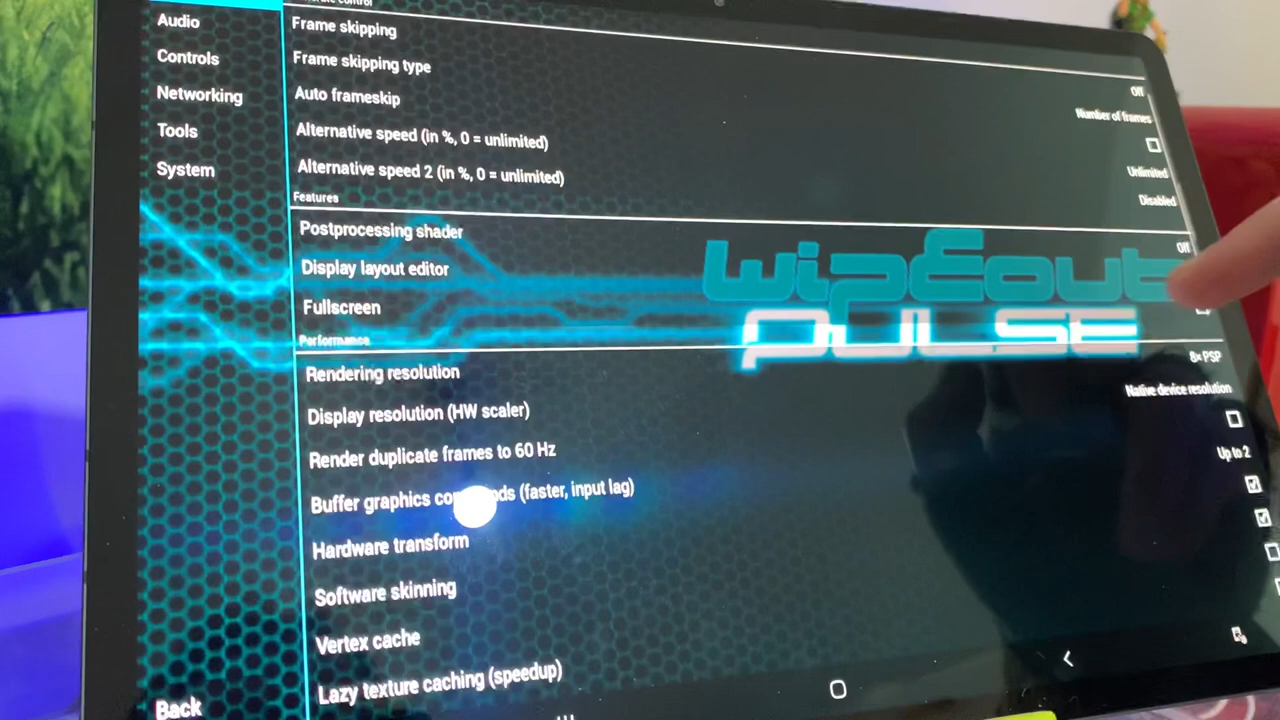 Audio
Controls
Networking
Tools
System
Back
Frame skipping
Off
Frame skipping type
Number of frames
Auto frameskip
Alternative speed (in %, 0 = unlimited)
Unlimited
Alternative speed 2 (in %, 0 = unlimited)
Disabled
Features
Postprocessing shader
Off
Display layout editor
Fullscreen
Performance
Rendering resolution
8× PSP
Display resolution (HW scaler)
Native device resolution
Render duplicate frames to 60 Hz
Buffer graphics (faster, input lag)
Up to 2
Hardware transform
Software skinning
Vertex cache
Lazy texture caching (speedup)
wipEout
PULSE